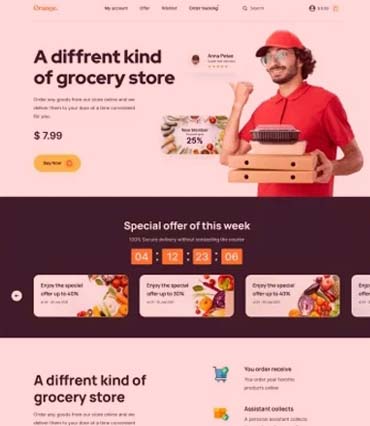 Orange.
My account
Offer
Wishlist
Order tracking
Search
$ 0.00
A diffrent kind
of grocery store
Order any goods from our store online and we
deliver them to your door at a time convenient
for you.
$ 7.99
Buy Now
Anna Peiwe
New Member
25%
Special offer of this week
100% Secure delivery without contacting the courier
04 : 12 : 23 : 06
Enjoy the special
offer up to 40%
Enjoy the special
offer up to 30%
Enjoy the special
offer up to 40%
Enjoy
offer u
A diffrent kind of
grocery store
Order any goods from our store online and we
deliver them to your door at a time convenient
You order receive
You order your favorite
products online
Assistant collects
A personal assistant collects